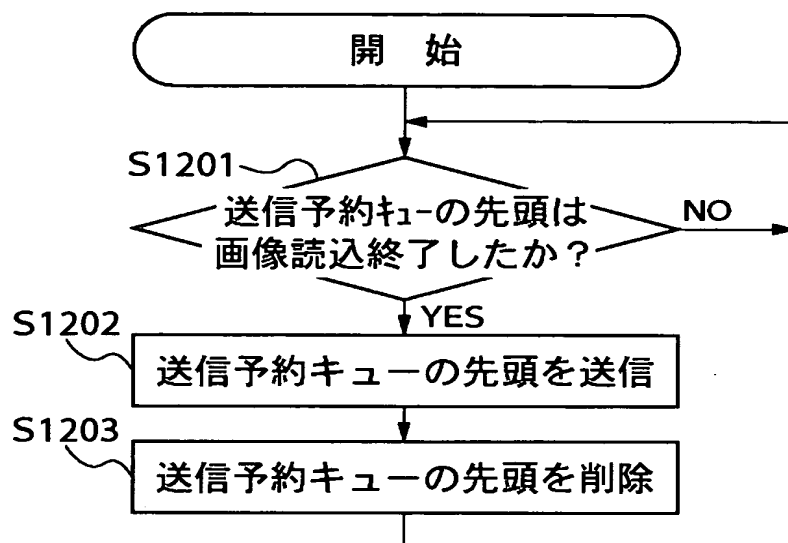 開 始
S1201
送信予約ｷｭｰの先頭は
画像読込終了したか？
NO
YES
S1202
送信予約キューの先頭を送信
S1203
送信予約キューの先頭を削除